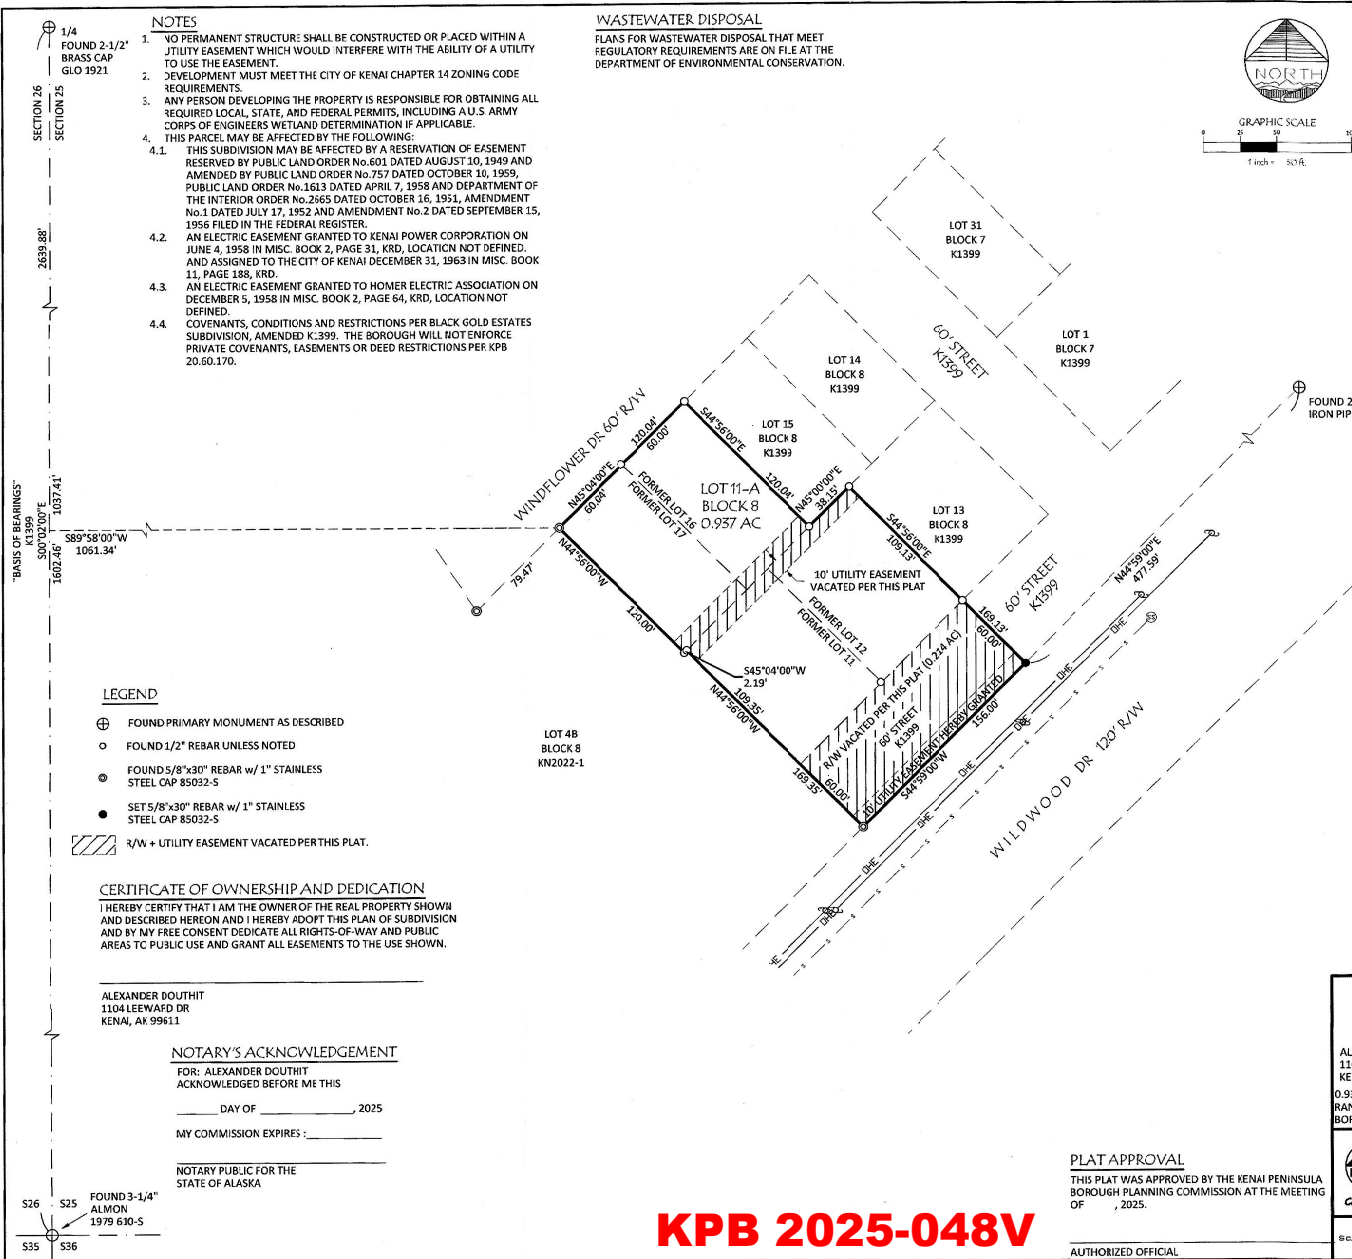 1/4
FOUND 2-1/2"
BRASS CAP
GLO 1921
SECTION 26
SECTION 25
2639.88'
NOTES
1. NO PERMANENT STRUCTURE SHALL BE CONSTRUCTED OR PLACED WITHIN A
UTILITY EASEMENT WHICH WOULD INTERFERE WITH THE ABILITY OF A UTILITY
TO USE THE EASEMENT.
2. DEVELOPMENT MUST MEET THE CITY OF KENAI CHAPTER 14 ZONING CODE
REQUIREMENTS.
3. ANY PERSON DEVELOPING THE PROPERTY IS RESPONSIBLE FOR OBTAINING ALL
REQUIRED LOCAL, STATE, AND FEDERAL PERMITS, INCLUDING A U.S. ARMY
CORPS OF ENGINEERS WETLAND DETERMINATION IF APPLICABLE.
4. THIS PARCEL MAY BE AFFECTED BY THE FOLLOWING:
4.1. THIS SUBDIVISION MAY BE AFFECTED BY A RESERVATION OF EASEMENT
RESERVED BY PUBLIC LAND ORDER No.601 DATED AUGUST 10, 1949 AND
AMENDED BY PUBLIC LAND ORDER No.757 DATED OCTOBER 10, 1959,
PUBLIC LAND ORDER No.1613 DATED APRIL 7, 1958 AND DEPARTMENT OF
THE INTERIOR ORDER No.2665 DATED OCTOBER 16, 1951, AMENDMENT
No.1 DATED JULY 17, 1952 AND AMENDMENT No.2 DATED SEPTEMBER 15,
1956 FILED IN THE FEDERAL REGISTER.
4.2. AN ELECTRIC EASEMENT GRANTED TO KENAI POWER CORPORATION ON
JUNE 4, 1958 IN MISC. BOOK 2, PAGE 31, KRD, LOCATION NOT DEFINED.
AND ASSIGNED TO THE CITY OF KENAI DECEMBER 31, 1963 IN MISC. BOOK
11, PAGE 188, KRD.
4.3. AN ELECTRIC EASEMENT GRANTED TO HOMER ELECTRIC ASSOCIATION ON
DECEMBER 5, 1958 IN MISC. BOOK 2, PAGE 64, KRD, LOCATION NOT
DEFINED.
4.4. COVENANTS, CONDITIONS AND RESTRICTIONS PER BLACK GOLD ESTATES
SUBDIVISION, AMENDED K1399. THE BOROUGH WILL NOT ENFORCE
PRIVATE COVENANTS, EASEMENTS OR DEED RESTRICTIONS PER KPB
20.60.170.
WASTEWATER DISPOSAL
PLANS FOR WASTEWATER DISPOSAL THAT MEET
REGULATORY REQUIREMENTS ARE ON FILE AT THE
DEPARTMENT OF ENVIRONMENTAL CONSERVATION.
NORTH
GRAPHIC SCALE
0 25 50 10
1 inch = 50 ft.
LOT 31
BLOCK 7
K1399
LOT 1
BLOCK 7
K1399
60' STREET
K1399
LOT 14
BLOCK 8
K1399
LOT 15
BLOCK 8
K1399
LOT 13
BLOCK 8
K1399
FOUND 2
IRON PIP
WINDFLOWER DR 60' R/W
120.04'
60.00'
N45°04'00"E
60.04'
S44°56'00"E
120.04'
N45°00'00"E
38.15'
FORMER LOT 16
FORMER LOT 17
LOT 11-A
BLOCK 8
0.937 AC
S44°56'00"E
109.13'
10' UTILITY EASEMENT
VACATED PER THIS PLAT
FORMER LOT 12
FORMER LOT 11
60' STREET
K1399
N44°59'00"E
477.59'
169.13'
60.00'
"BASIS OF BEARINGS"
K1399
S00°02'00"E
1602.46'
1037.41'
S89°58'00"W
1061.34'
79.47'
N44°56'00"W
120.00'
S45°04'00"W
2.19'
109.35'
N44°56'00"W
169.35'
60.00'
R/W VACATED PER THIS PLAT (0.214 AC)
60' STREET
K1399
10' UTILITY EASEMENT HEREBY GRANTED
S44°59'00"W
156.00'
OHE
OHE
OHE
OHE
OHE
OHE
OHE
HE
S
S
S
S
S
S
SS
WILDWOOD DR 120' R/W
LOT 4B
BLOCK 8
KN2022-1
LEGEND
FOUND PRIMARY MONUMENT AS DESCRIBED
FOUND 1/2" REBAR UNLESS NOTED
FOUND 5/8"x30" REBAR w/ 1" STAINLESS
STEEL CAP 85032-S
SET 5/8"x30" REBAR w/ 1" STAINLESS
STEEL CAP 85032-S
R/W + UTILITY EASEMENT VACATED PER THIS PLAT.
CERTIFICATE OF OWNERSHIP AND DEDICATION
I HEREBY CERTIFY THAT I AM THE OWNER OF THE REAL PROPERTY SHOWN
AND DESCRIBED HEREON AND I HEREBY ADOPT THIS PLAN OF SUBDIVISION
AND BY MY FREE CONSENT DEDICATE ALL RIGHTS-OF-WAY AND PUBLIC
AREAS TO PUBLIC USE AND GRANT ALL EASEMENTS TO THE USE SHOWN.
ALEXANDER DOUTHIT
1104 LEEWARD DR
KENAI, AK 99611
NOTARY'S ACKNOWLEDGEMENT
FOR: ALEXANDER DOUTHIT
ACKNOWLEDGED BEFORE ME THIS
______ DAY OF ______________, 2025
MY COMMISSION EXPIRES :___________
NOTARY PUBLIC FOR THE
STATE OF ALASKA
FOUND 3-1/4"
ALMON
1979 610-S
S26
S25
S35
S36
KPB 2025-048V
PLAT APPROVAL
THIS PLAT WAS APPROVED BY THE KENAI PENINSULA
BOROUGH PLANNING COMMISSION AT THE MEETING
OF , 2025.
AUTHORIZED OFFICIAL
AL
11
KE
0.9
RAN
BOR